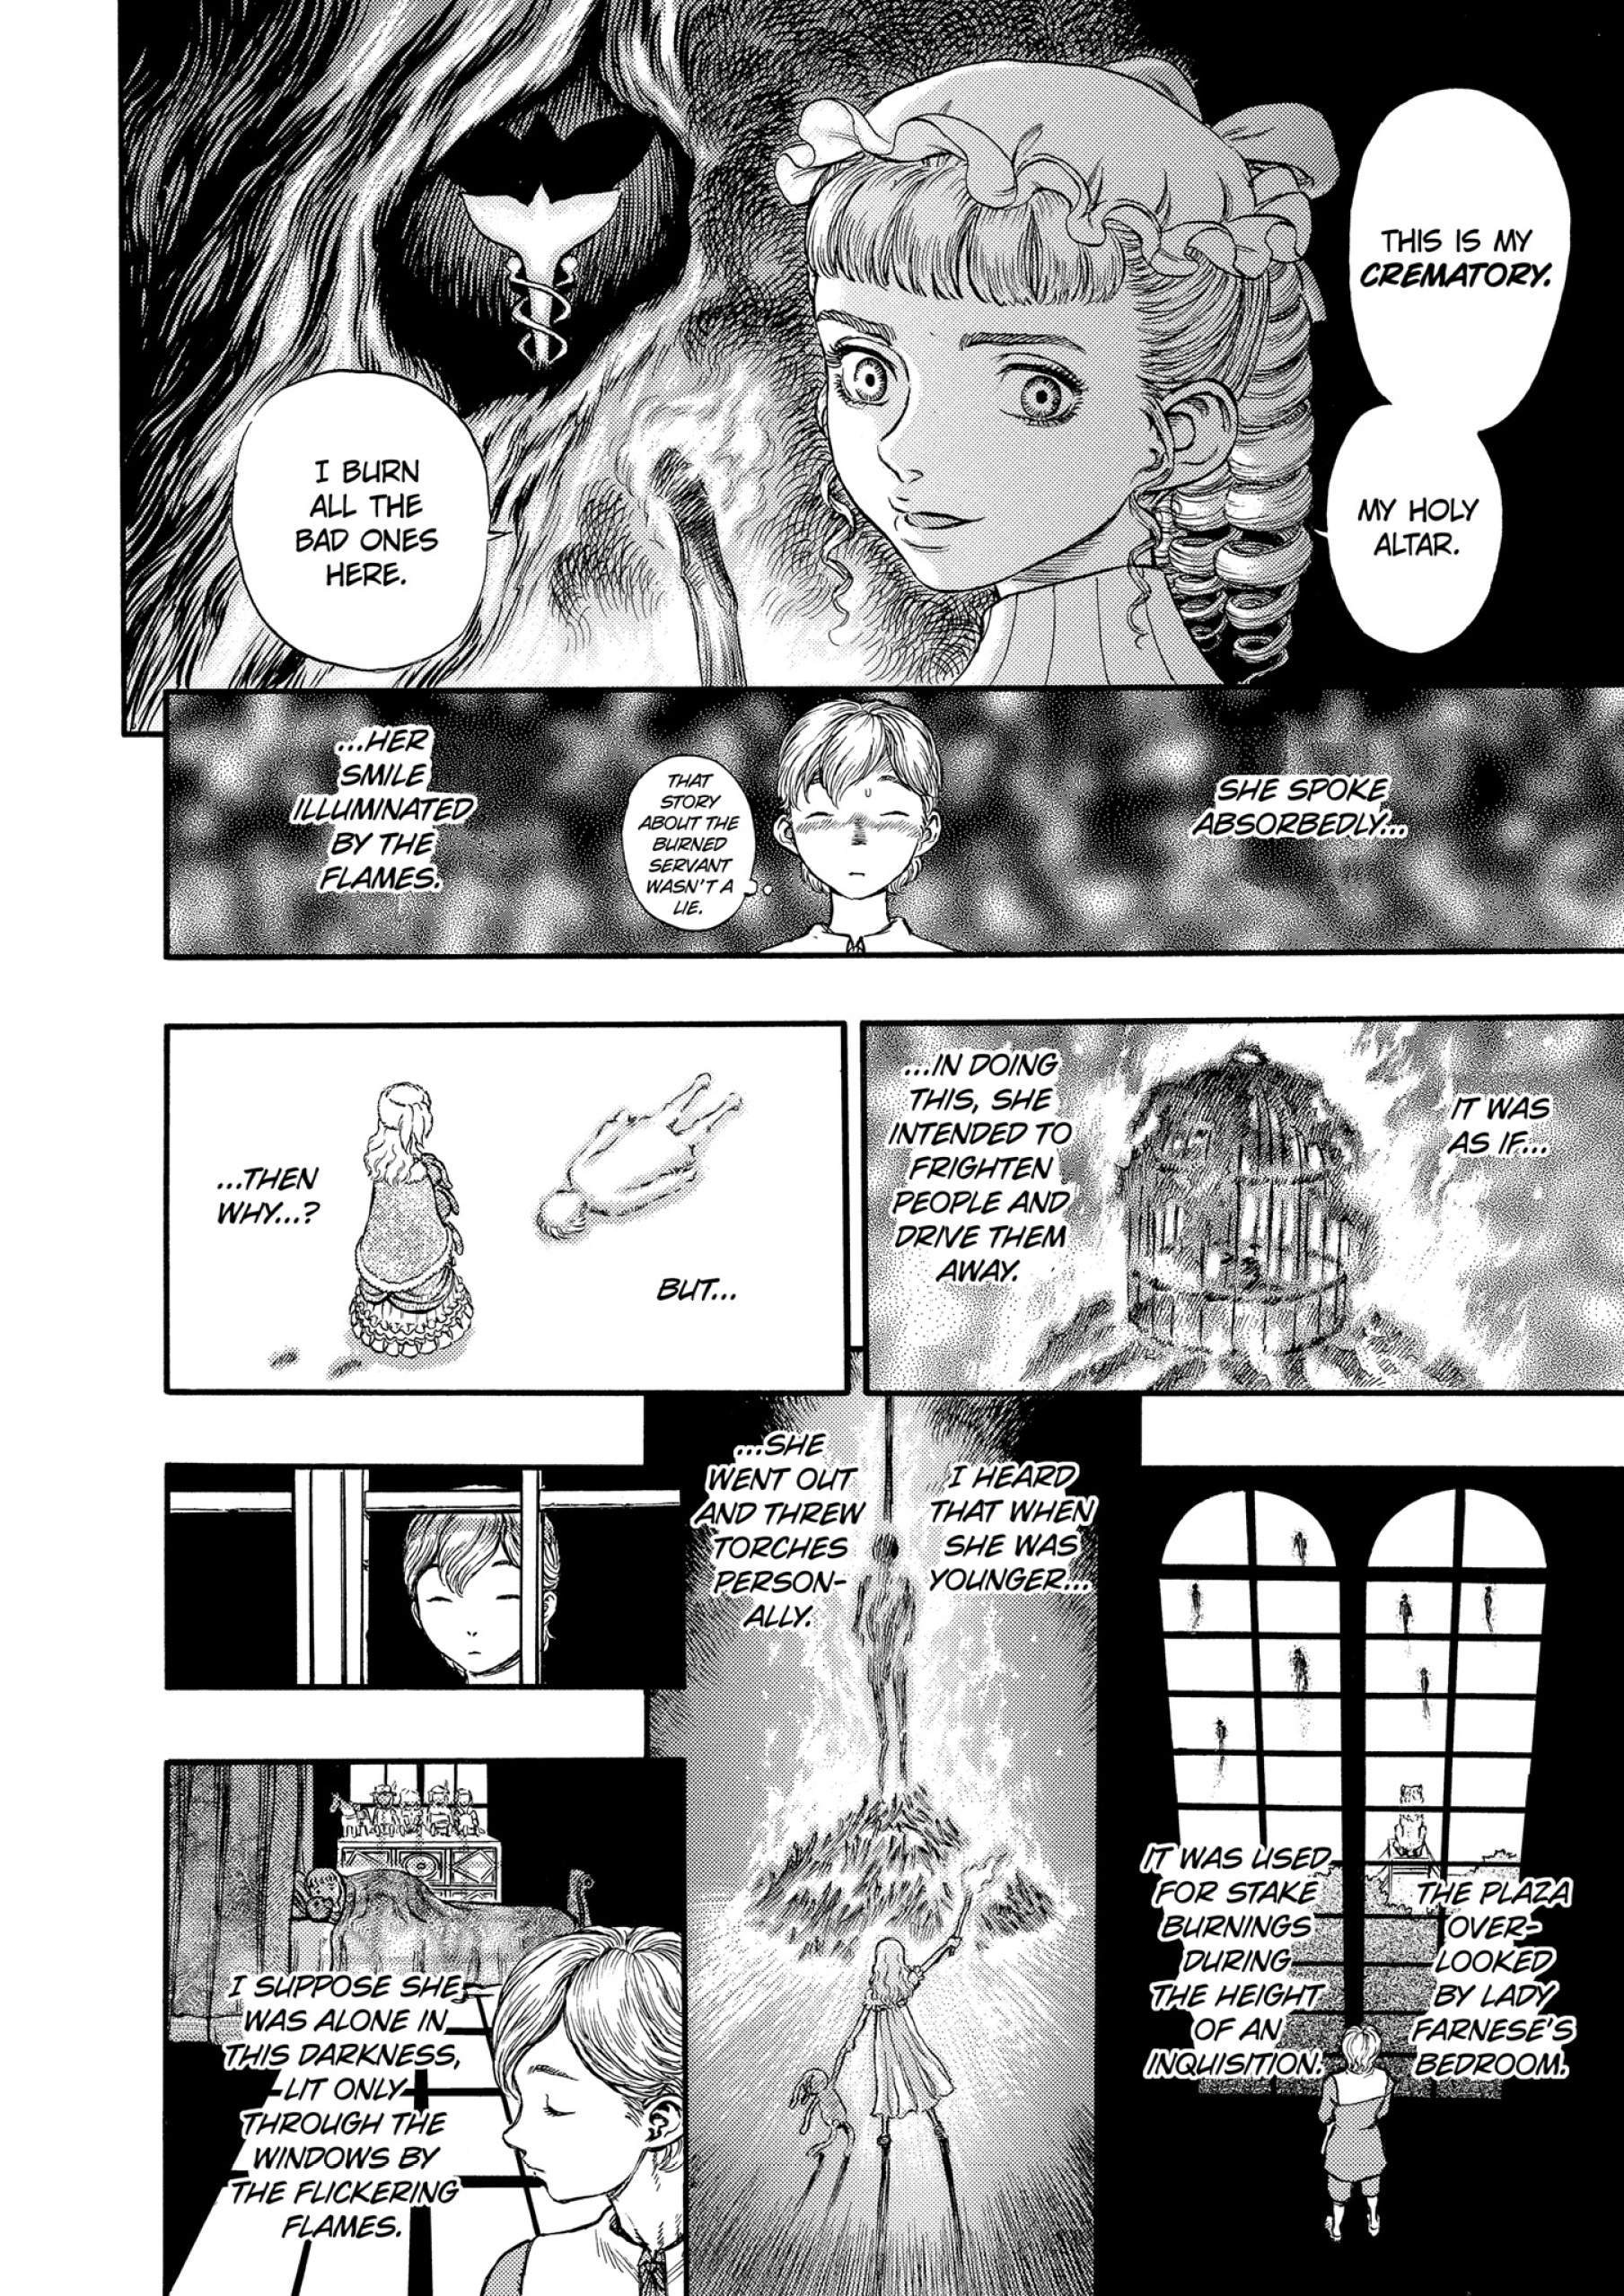 THIS IS MY
CREMATORY.
MY HOLY
ALTAR.
I BURN
ALL THE
BAD ONES
HERE.
SHE SPOKE
ABSORBEDLY...
THAT
STORY
ABOUT THE
BURNED
SERVANT
WASN'T A
LIE.
...HER
SMILE
ILLUMINATED
BY THE
FLAMES.
IT WAS
AS IF...
...IN DOING
THIS, SHE
INTENDED TO
FRIGHTEN
PEOPLE AND
DRIVE THEM
AWAY.
BUT...
...THEN
WHY...?
THE PLAZA
OVER-
LOOKED
BY LADY
FARNESE'S
BEDROOM.
IT WAS USED
FOR STAKE
BURNINGS
DURING
THE HEIGHT
OF AN
INQUISITION.
I HEARD
THAT WHEN
SHE WAS
YOUNGER...
...SHE
WENT OUT
AND THREW
TORCHES
PERSON-
ALLY.
I SUPPOSE SHE
WAS ALONE IN
THIS DARKNESS,
LIT ONLY
THROUGH THE
WINDOWS BY
THE FLICKERING
FLAMES.